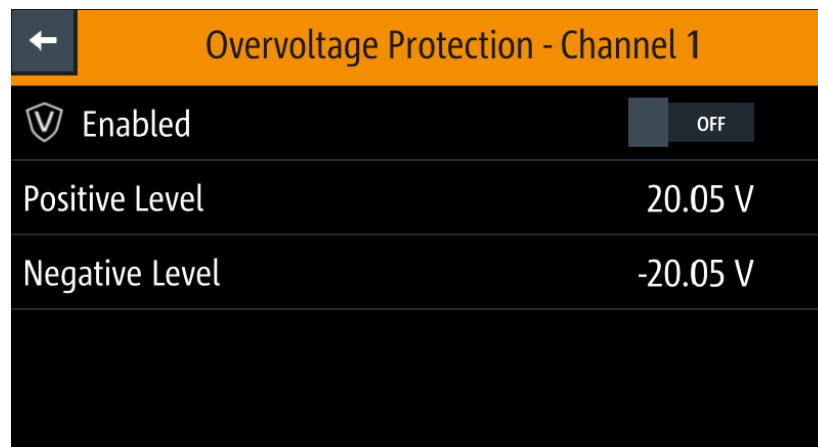 Overvoltage Protection - Channel 1
V Enabled OFF
Positive Level 20.05 V
Negative Level -20.05 V